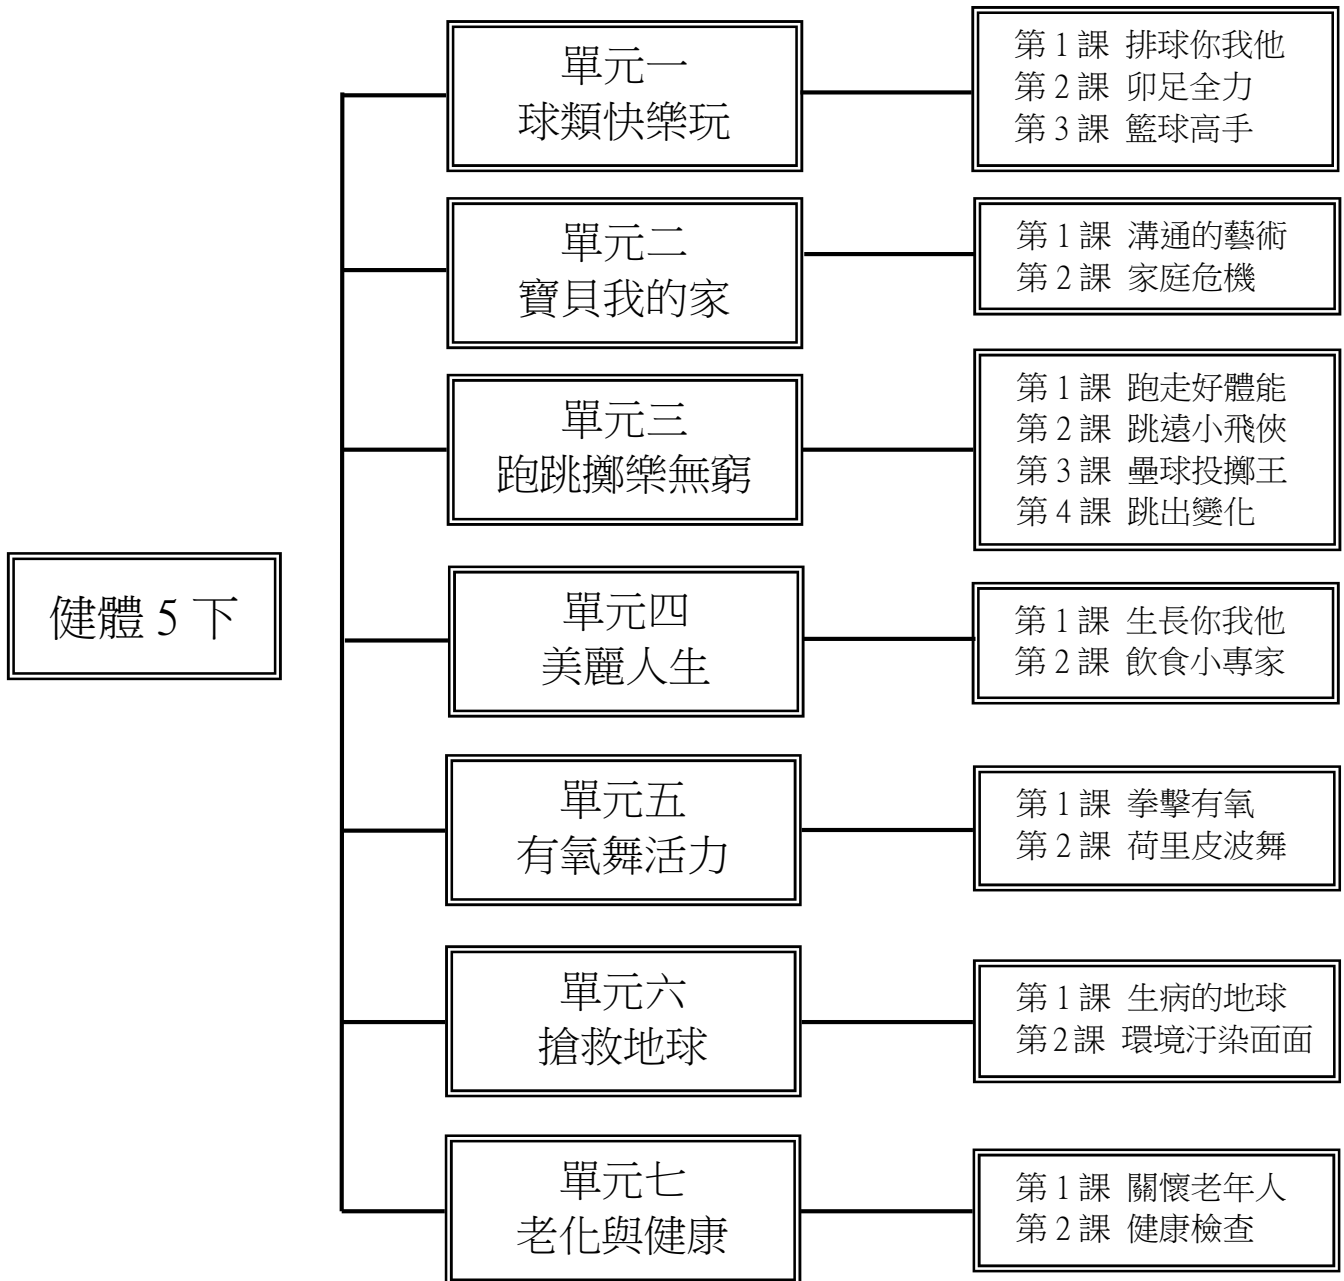 健體 5 下
單元一
球類快樂玩
第 1 課 排球你我他
第 2 課 卯足全力
第 3 課 籃球高手
單元二
寶貝我的家
第 1 課 溝通的藝術
第 2 課 家庭危機
單元三
跑跳擲樂無窮
第 1 課 跑走好體能
第 2 課 跳遠小飛俠
第 3 課 壘球投擲王
第 4 課 跳出變化
單元四
美麗人生
第 1 課 生長你我他
第 2 課 飲食小專家
單元五
有氧舞活力
第 1 課 拳擊有氧
第 2 課 荷里皮波舞
單元六
搶救地球
第 1 課 生病的地球
第 2 課 環境汙染面面
單元七
老化與健康
第 1 課 關懷老年人
第 2 課 健康檢查